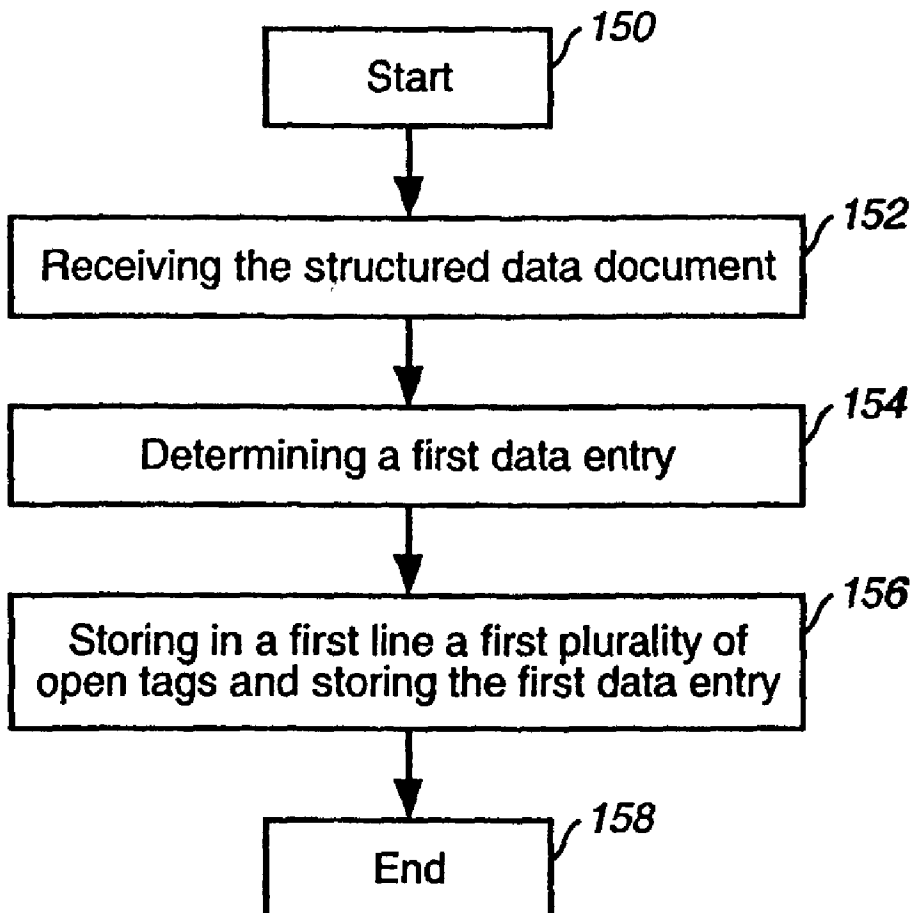 150
Start
152
Receiving the structured data document
154
Determining a first data entry
156
Storing in a first line a first plurality of
open tags and storing the first data entry
158
End